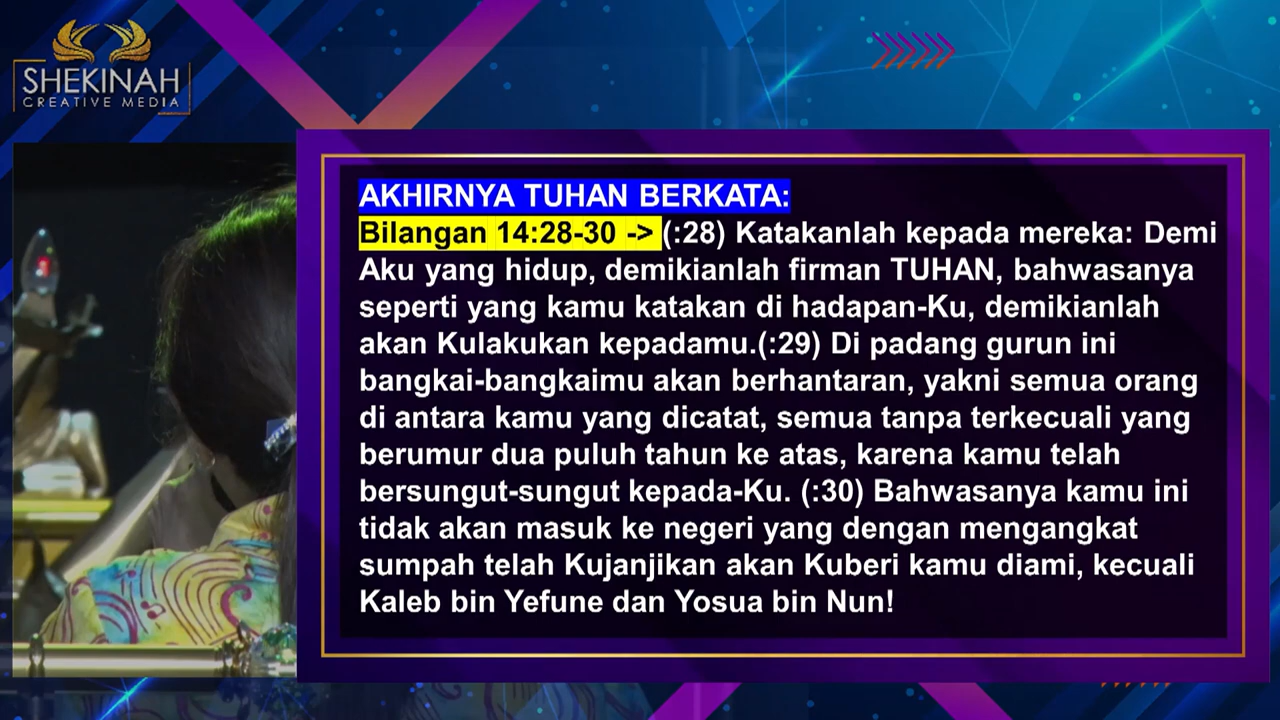 SHEKINAH
CREATIVE MEDIA
AKHIRNYA TUHAN BERKATA:
Bilangan 14:28-30 -> (:28) Katakanlah kepada mereka: Demi
Aku yang hidup, demikianlah firman TUHAN, bahwasanya
seperti yang kamu katakan di hadapan-Ku, demikianlah
akan Kulakukan kepadamu.(:29) Di padang gurun ini
bangkai-bangkaimu akan berhantaran, yakni semua orang
di antara kamu yang dicatat, semua tanpa terkecuali yang
berumur dua puluh tahun ke atas, karena kamu telah
bersungut-sungut kepada-Ku. (:30) Bahwasanya kamu ini
tidak akan masuk ke negeri yang dengan mengangkat
sumpah telah Kujanjikan akan Kuberi kamu diami, kecuali
Kaleb bin Yefune dan Yosua bin Nun!